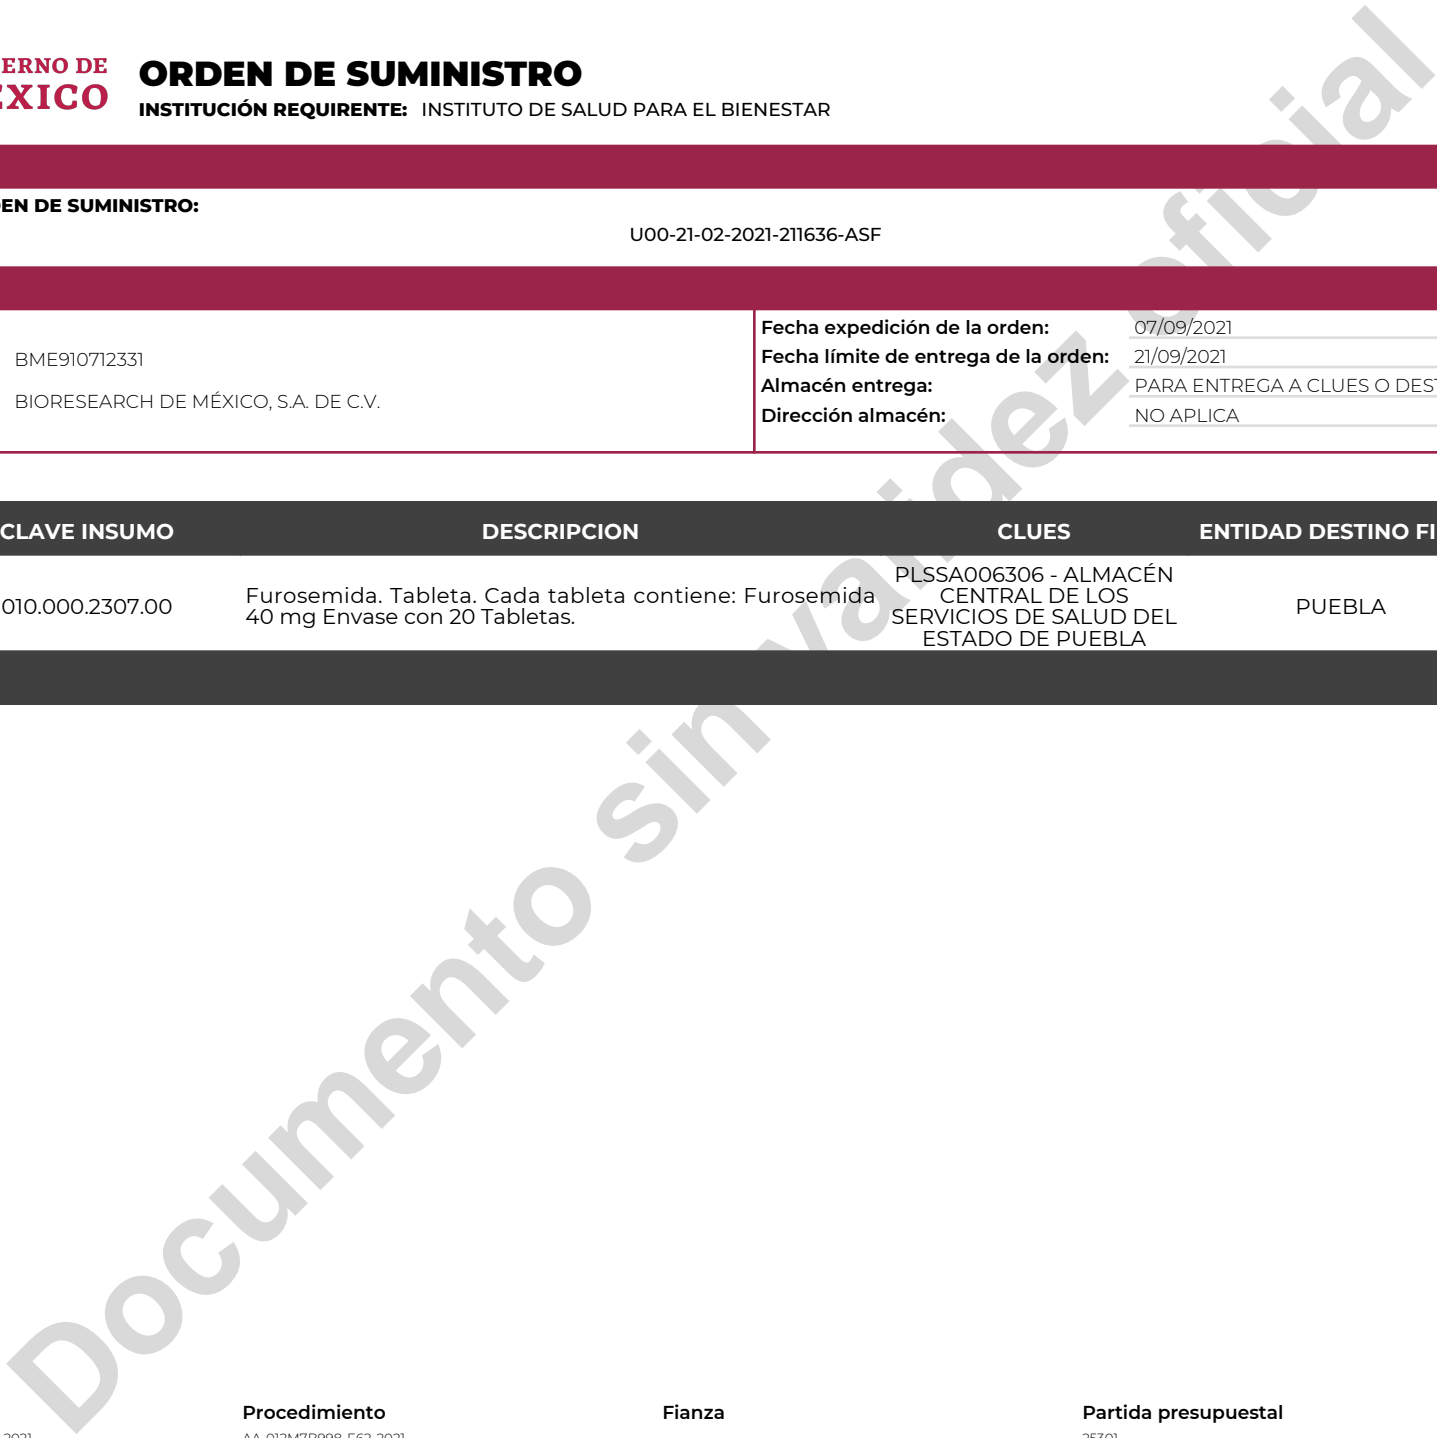 ERNO DE
ÉXICO
ORDEN DE SUMINISTRO
INSTITUCIÓN REQUIRENTE: INSTITUTO DE SALUD PARA EL BIENESTAR
EN DE SUMINISTRO:
U00-21-02-2021-211636-ASF
BME910712331
BIORESEARCH DE MÉXICO, S.A. DE C.V.
Fecha expedición de la orden: 07/09/2021
Fecha límite de entrega de la orden: 21/09/2021
Almacén entrega: PARA ENTREGA A CLUES O DEST
Dirección almacén: NO APLICA
CLAVE INSUMO DESCRIPCION CLUES ENTIDAD DESTINO FI
010.000.2307.00
Furosemida. Tableta. Cada tableta contiene: Furosemida
40 mg Envase con 20 Tabletas.
PLSSA006306 - ALMACÉN
CENTRAL DE LOS
SERVICIOS DE SALUD DEL
ESTADO DE PUEBLA
PUEBLA
Documento sin validez oficial
Procedimiento Fianza Partida presupuestal